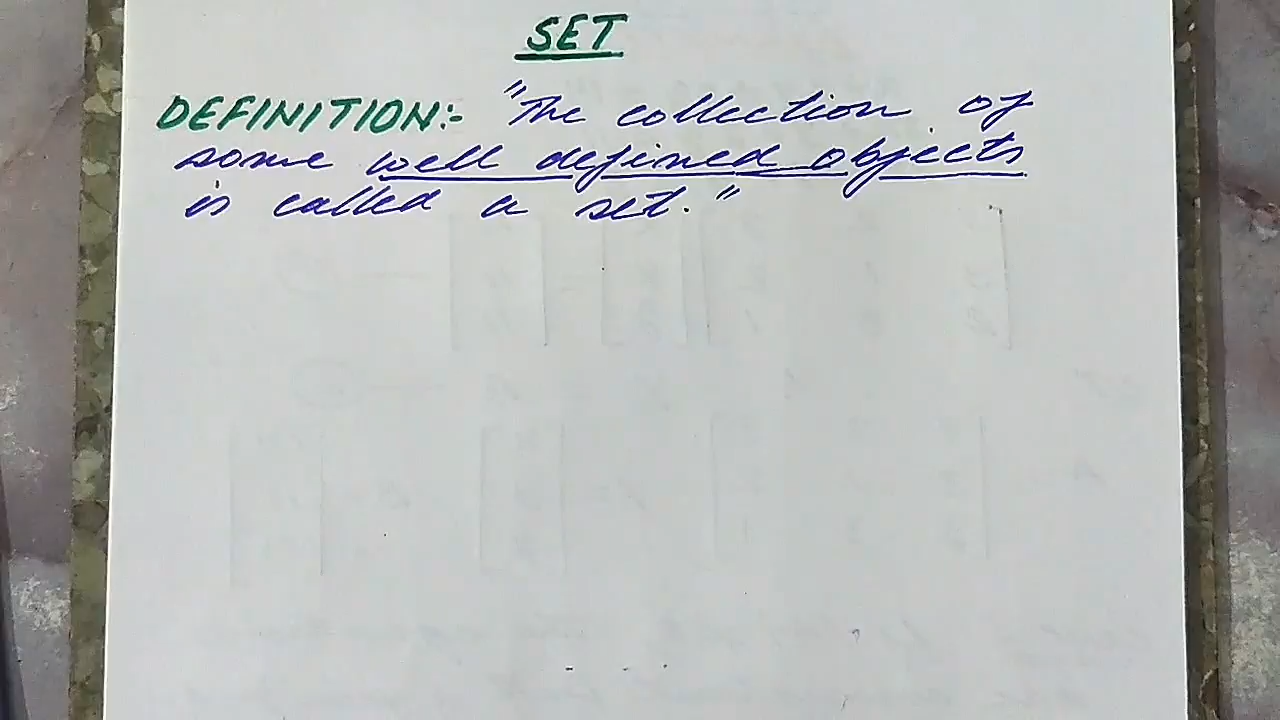 SET
DEFINITION:- "The collection of
some well defined objects
is called a set."